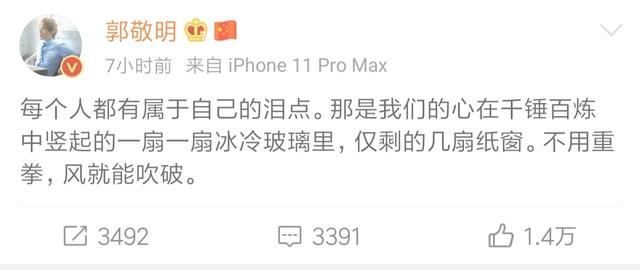 郭敬明
7小时前 来自 iPhone 11 Pro Max
每个人都有属于自己的泪点。那是我们的心在千锤百炼
中竖起的一扇一扇冰冷玻璃里，仅剩的几扇纸窗。不用重
拳，风就能吹破。
3492 3391 1.4万